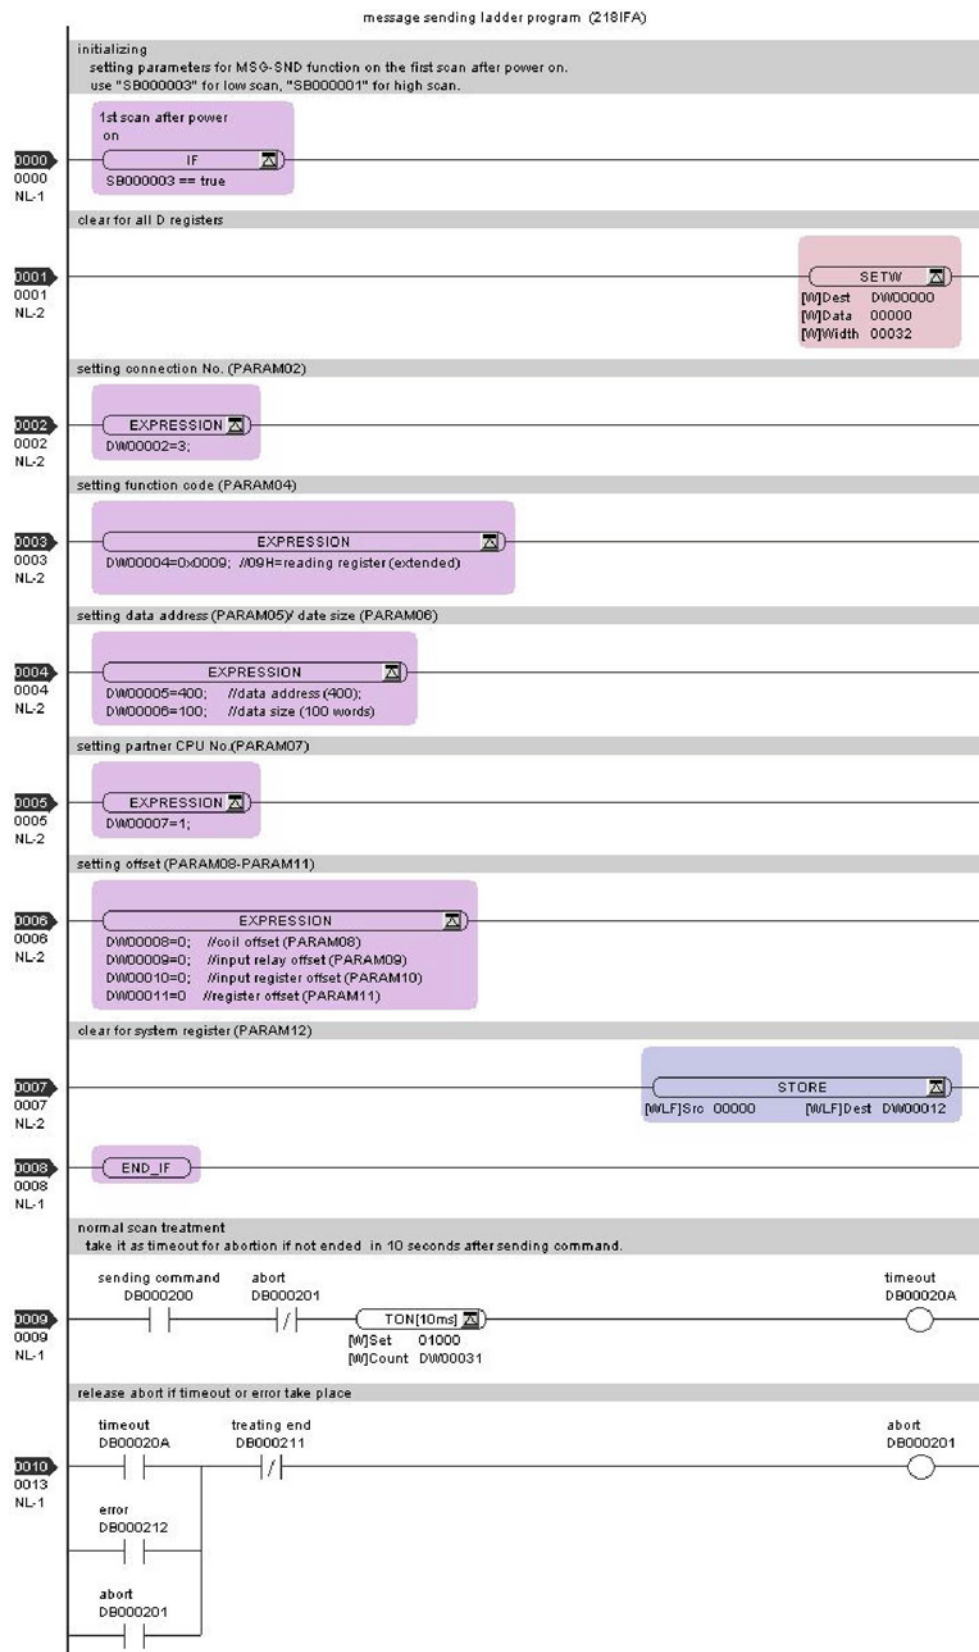 message sending ladder program (218IFA)
initializing
setting parameters for MSG-SND function on the first scan after power on.
use "SB000003" for low scan, "SB000001" for high scan.
1st scan after power
on
0000
IF
0000
SB000003 == true
NL-1
clear for all D registers
0001
SETW
0001
[W]Dest DW00000
NL-2
[W]Data 00000
[W]Width 00032
setting connection No. (PARAM02)
0002
EXPRESSION
0002
DW00002=3;
NL-2
setting function code (PARAM04)
0003
EXPRESSION
0003
DW00004=0x0009; //09H=reading register (extended)
NL-2
setting data address (PARAM05)/ date size (PARAM06)
0004
EXPRESSION
0004
DW00005=400; //data address (400);
NL-2
DW00006=100; //data size (100 words)
setting partner CPU No.(PARAM07)
0005
EXPRESSION
0005
DW00007=1;
NL-2
setting offset (PARAM08-PARAM11)
0006
EXPRESSION
0006
DW00008=0; //coil offset (PARAM08)
NL-2
DW00009=0; //input relay offset (PARAM09)
DW00010=0; //input register offset (PARAM10)
DW00011=0 //register offset (PARAM11)
clear for system register (PARAM12)
0007
STORE
0007
[WLF]Src 00000 [WLF]Dest DW00012
NL-2
0008
END_IF
0008
NL-1
normal scan treatment
take it as timeout for abortion if not ended in 10 seconds after sending command.
sending command abort timeout
DB000200 DB000201 DB00020A
0009
TON[10ms]
0009
[W]Set 01000
NL-1
[W]Count DW00031
release abort if timeout or error take place
timeout treating end abort
DB00020A DB000211 DB000201
0010
0013
NL-1
error
DB000212
abort
DB000201